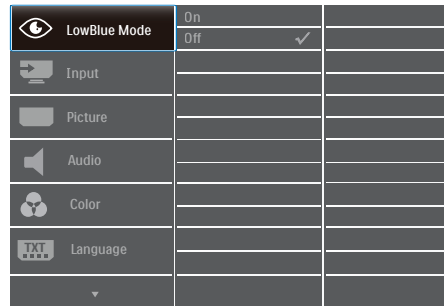 LowBlue Mode
On
Off
Input
Picture
Audio
Color
TXT
Language